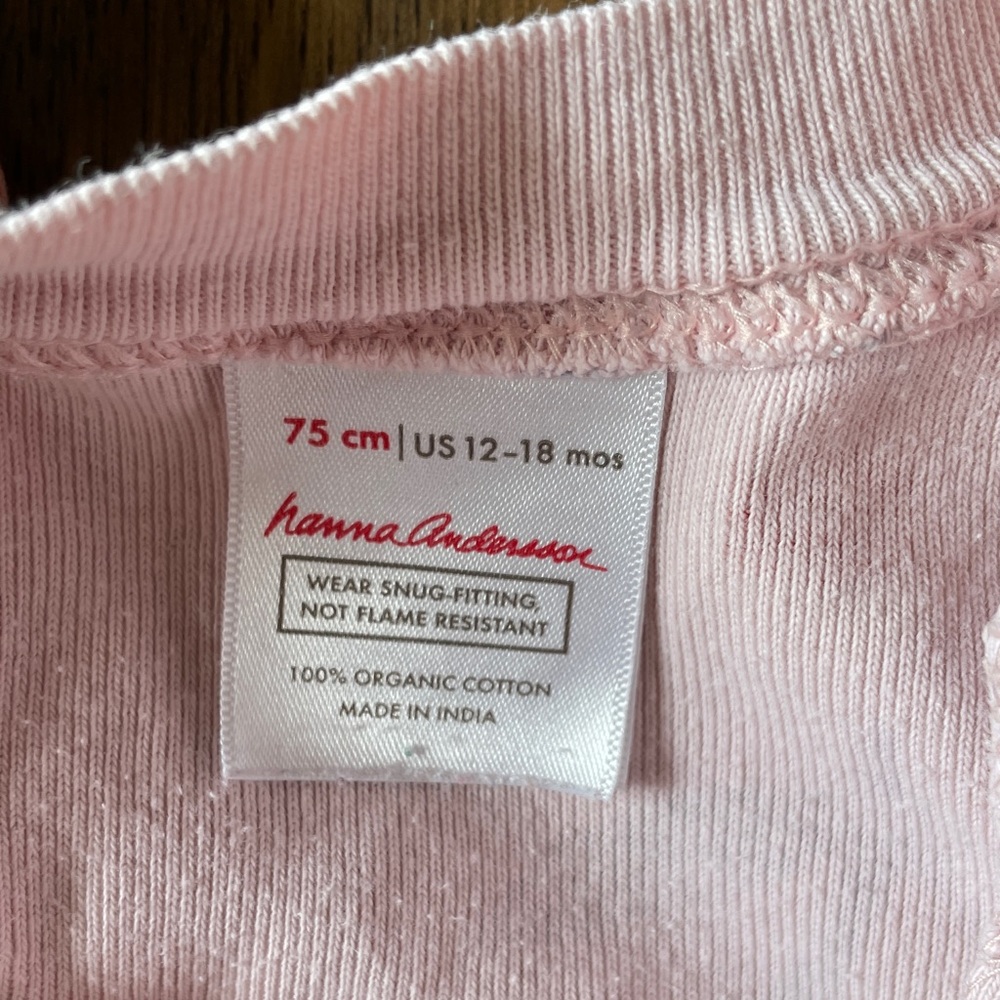 75 cm | US 12-18 mos
hanna Andersson
WEAR SNUG-FITTING,
NOT FLAME RESISTANT
100% ORGANIC COTTON
MADE IN INDIA